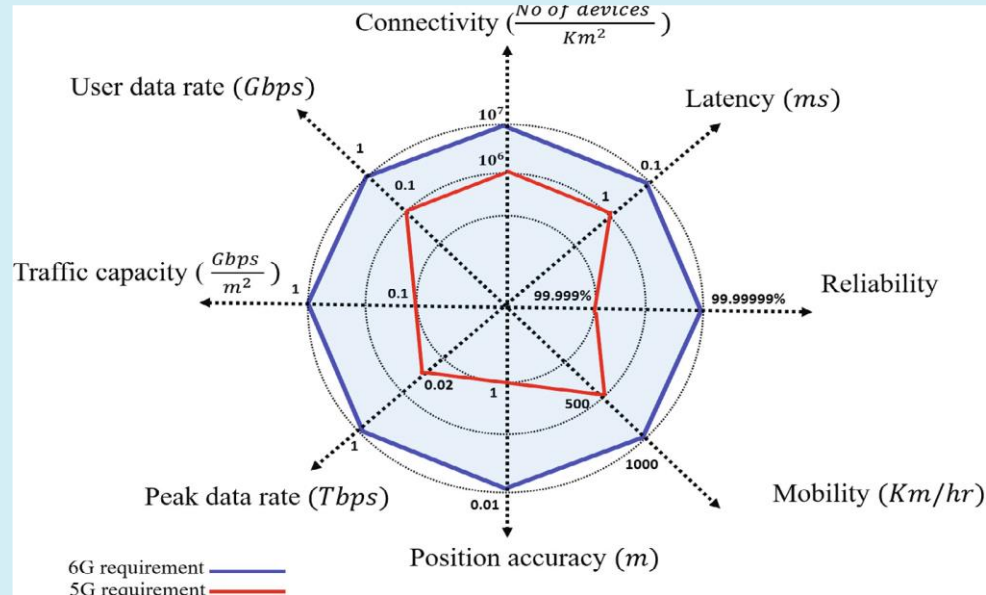 Connectivity (No of devices / Km²)
User data rate (Gbps)
Latency (ms)
10⁷
1
0.1
10⁶
0.1
1
Traffic capacity (Gbps / m²)
Reliability
1
0.1
99.999%
99.99999%
0.02
1
500
1
1000
Peak data rate (Tbps)
Mobility (Km/hr)
0.01
Position accuracy (m)
6G requirement
5G requirement